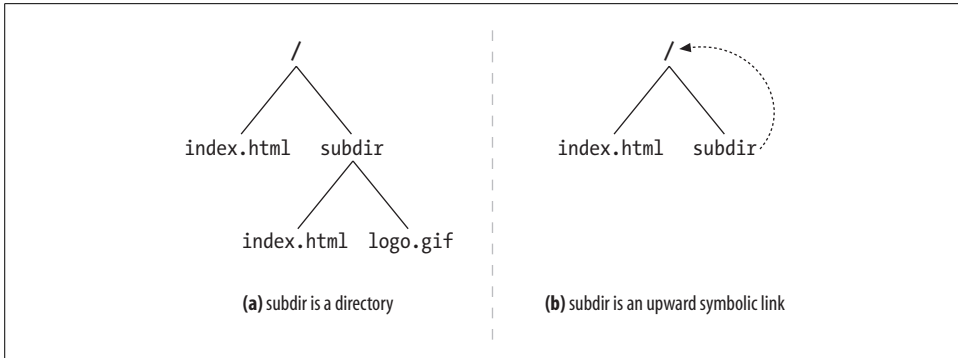 /
index.html subdir
index.html logo.gif
(a) subdir is a directory
/
index.html subdir
(b) subdir is an upward symbolic link